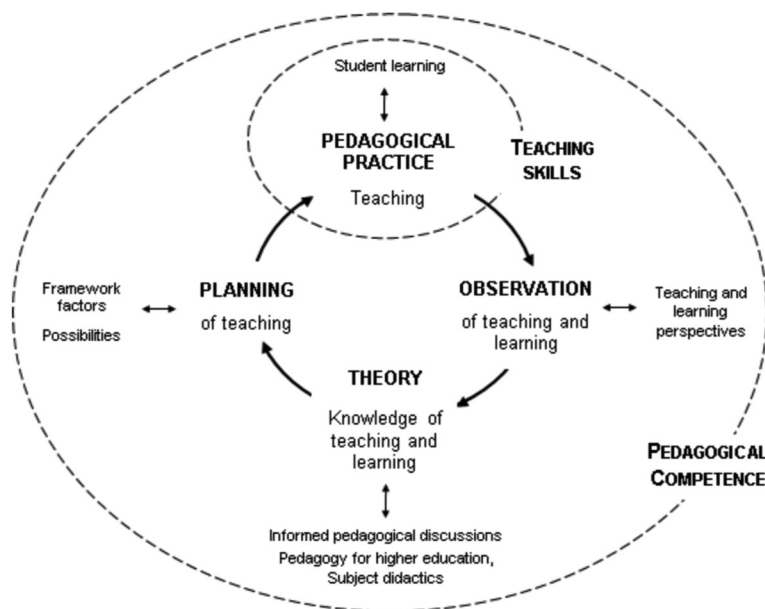 Student learning
PEDAGOGICAL
PRACTICE
Teaching
TEACHING
SKILLS
Framework
factors
Possibilities
PLANNING
of teaching
OBSERVATION
of teaching and
learning
Teaching and
learning
perspectives
THEORY
Knowledge of
teaching and
learning
PEDAGOGICAL
COMPETENCE
Informed pedagogical discussions
Pedagogy for higher education,
Subject didactics